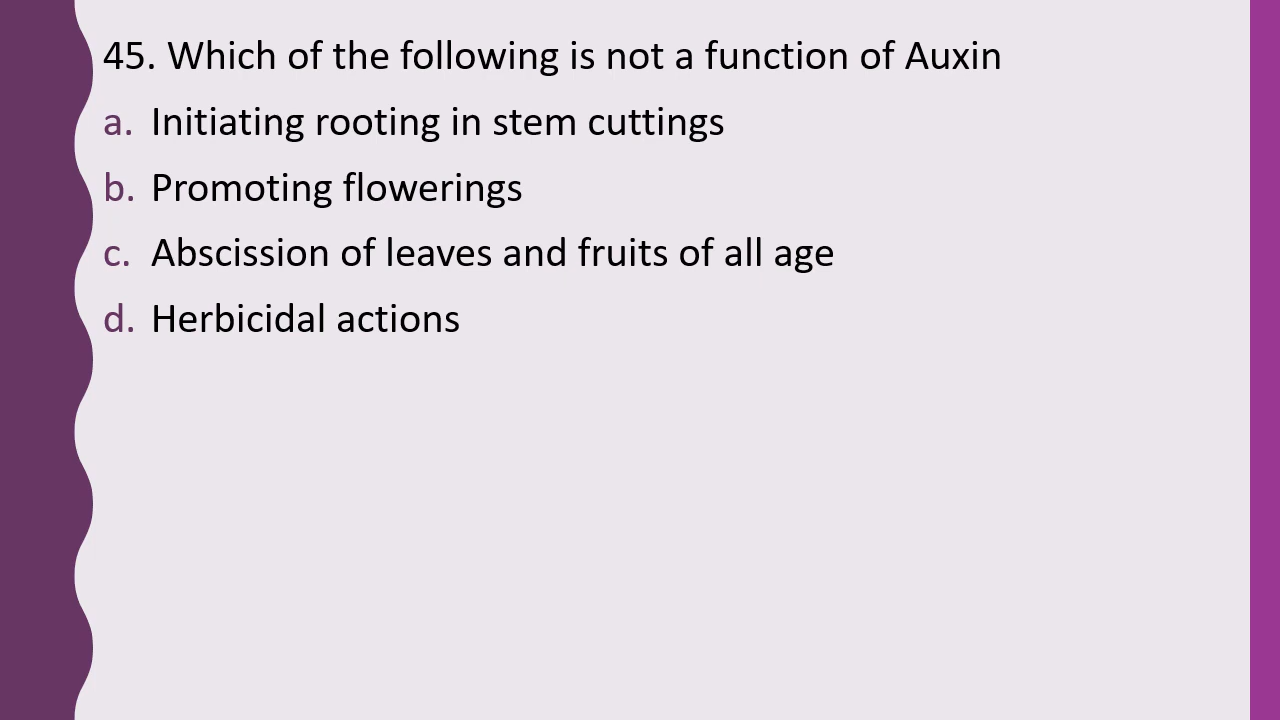 45. Which of the following is not a function of Auxin
a. Initiating rooting in stem cuttings
b. Promoting flowerings
c. Abscission of leaves and fruits of all age
d. Herbicidal actions